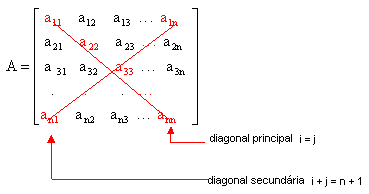 a11 a12 a13 ... a1n
a21 a22 a23 ... a2n
A = a31 a32 a33 ... a3n
. . . ...
an1 an2 an3 ... ann
diagonal principal i = j
diagonal secundária i + j = n + 1